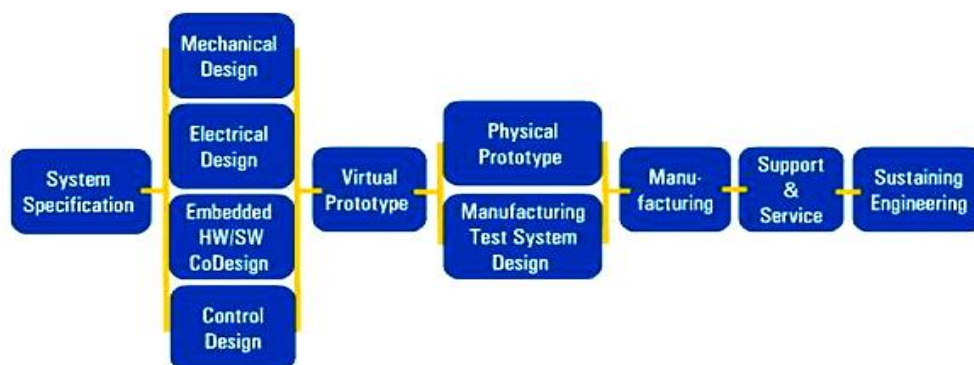 System
Specification
Mechanical
Design
Electrical
Design
Embedded
HW/SW
CoDesign
Control
Design
Virtual
Prototype
Physical
Prototype
Manufacturing
Test System
Design
Manu-
facturing
Support
&
Service
Sustaining
Engineering